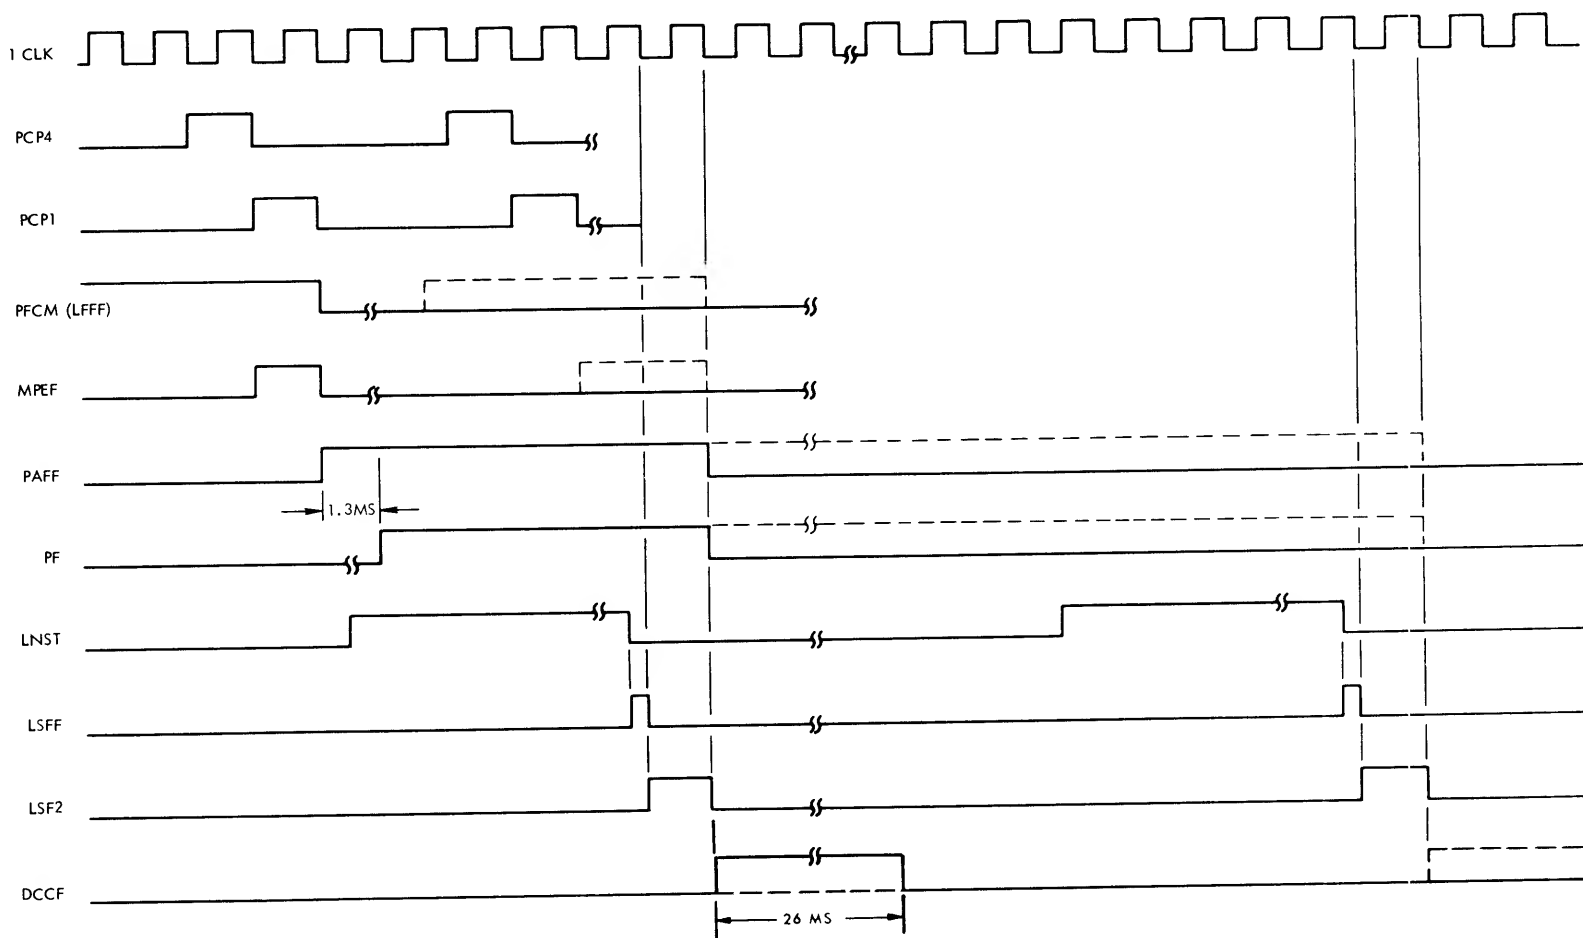 1 CLK
PCP4
PCP1
PFCM (LFFF)
MPEF
PAFF
1.3MS
PF
LNST
LSFF
LSF2
DCCF
26 MS